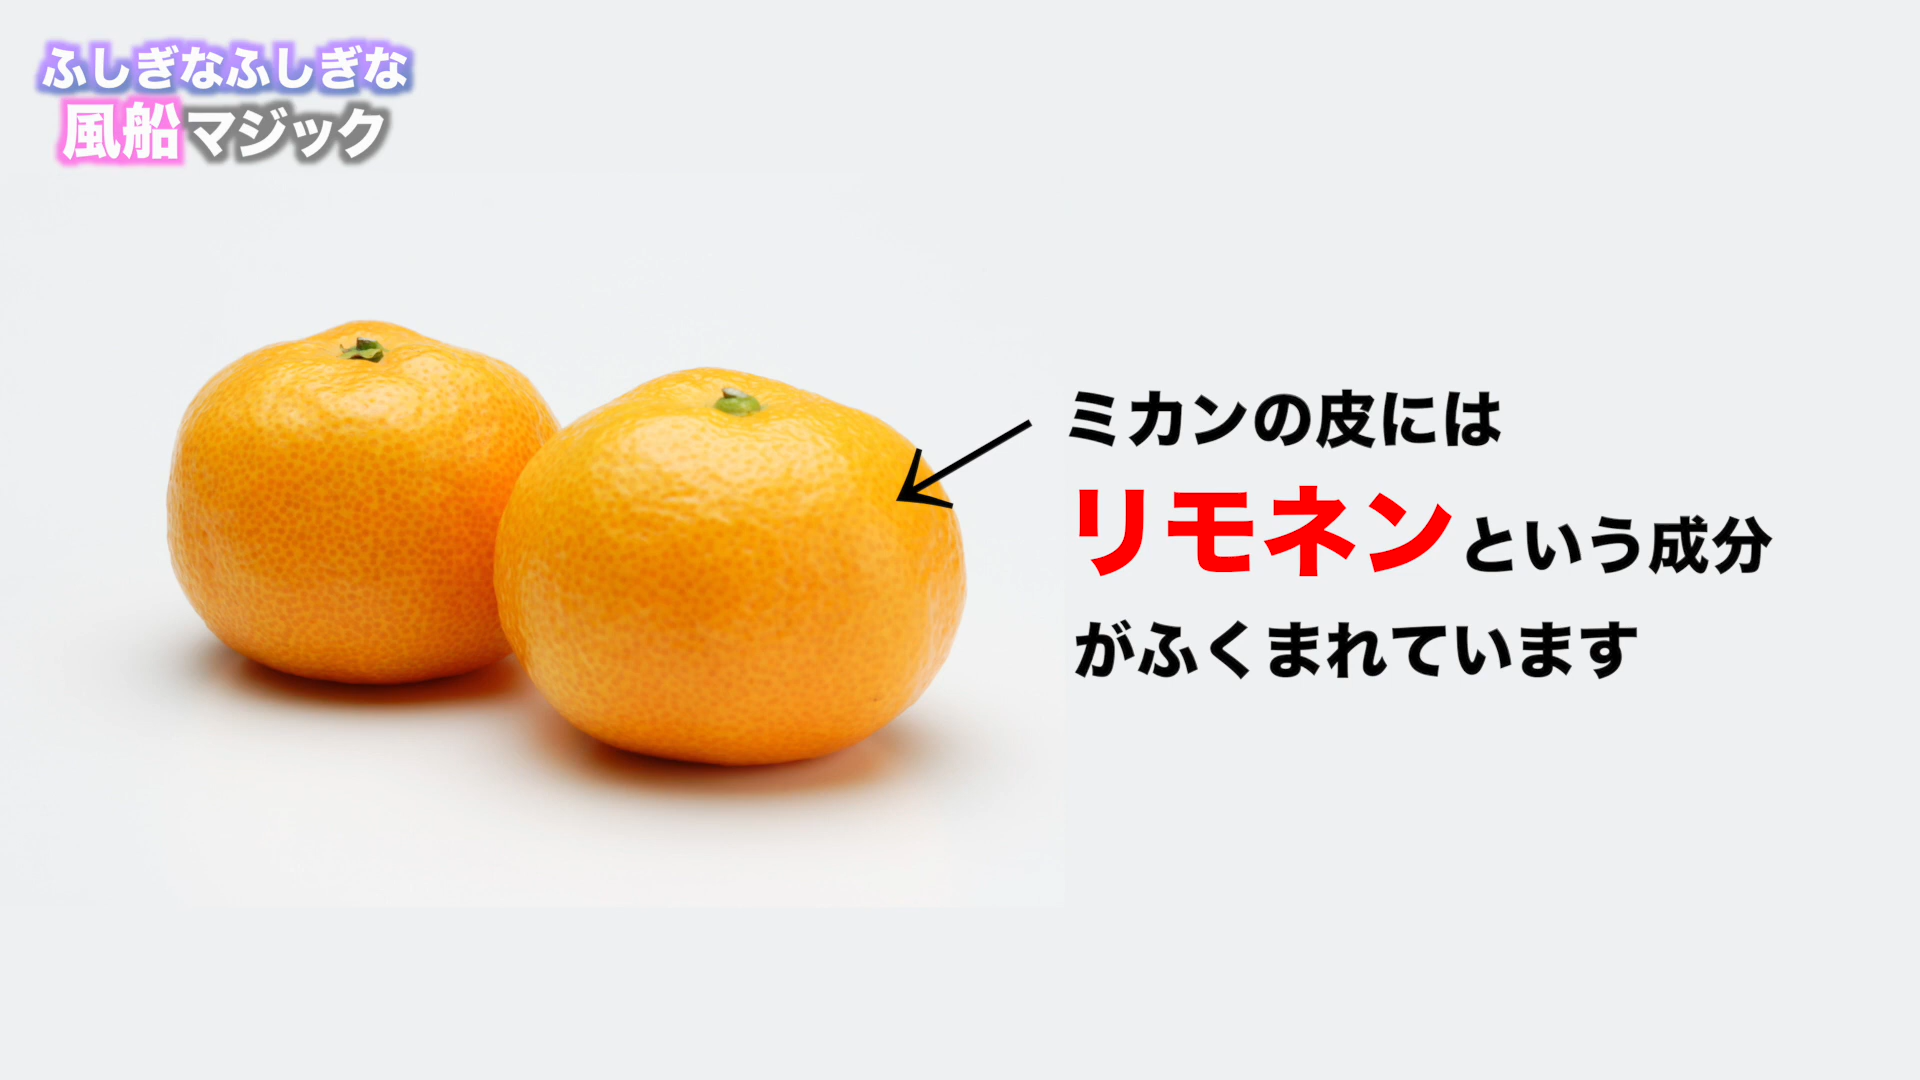 ふしぎなふしぎな
風船マジック
ミカンの皮には
リモネンという成分
がふくまれています